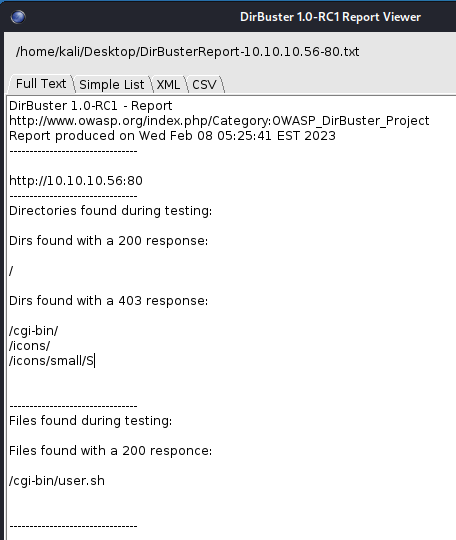 DirBuster 1.0-RC1 Report Viewer
/home/kali/Desktop/DirBusterReport-10.10.10.56-80.txt
Full Text Simple List XML CSV
DirBuster 1.0-RC1 - Report
http://www.owasp.org/index.php/Category:OWASP_DirBuster_Project
Report produced on Wed Feb 08 05:25:41 EST 2023
--------------------------------
http://10.10.10.56:80
--------------------------------
Directories found during testing:
Dirs found with a 200 response:
/
Dirs found with a 403 response:
/cgi-bin/
/icons/
/icons/small/S
--------------------------------
Files found during testing:
Files found with a 200 responce:
/cgi-bin/user.sh
--------------------------------